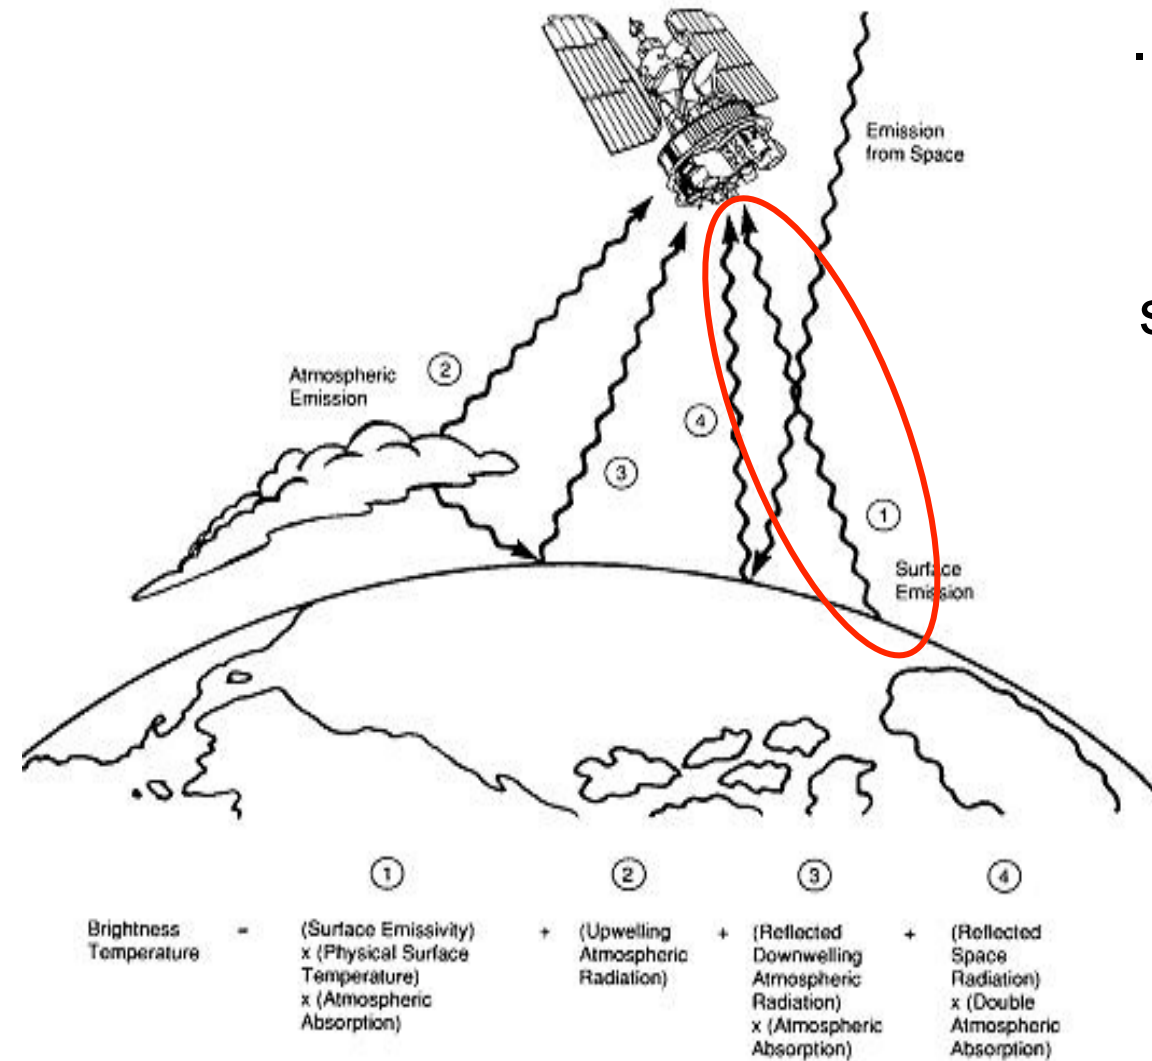 .
Emission
from Space
S
Atmospheric
Emission
2
4
3
1
Surface
Emission
1 2 3 4
Brightness
Temperature
=
(Surface Emissivity)
x (Physical Surface
Temperature)
x (Atmospheric
Absorption)
+
(Upwelling
Atmospheric
Radiation)
+
(Reflected
Downwelling
Atmospheric
Radiation)
x (Atmospheric
Absorption)
+
(Reflected
Space
Radiation)
x (Double
Atmospheric
Absorption)